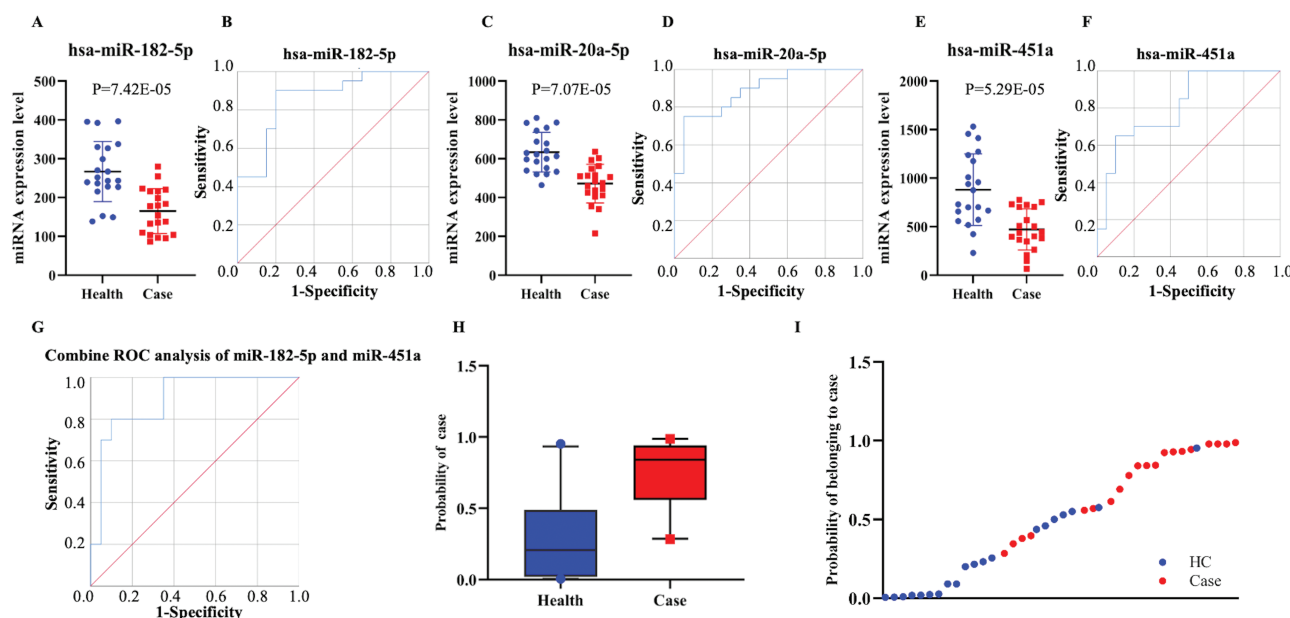 A
hsa-miR-182-5p
P=7.42E-05
miRNA expression level
500
400
300
200
100
0
Health
Case
B
hsa-miR-182-5p
Sensitivity
1.0
0.8
0.6
0.4
0.2
0.0
0.2
0.4
0.6
0.8
1.0
1-Specificity
C
hsa-miR-20a-5p
P=7.07E-05
miRNA expression level
1000
800
600
400
200
0
Health
Case
D
hsa-miR-20a-5p
Sensitivity
1.0
0.8
0.6
0.4
0.2
0.0
0.2
0.4
0.6
0.8
1.0
1-Specificity
E
hsa-miR-451a
P=5.29E-05
miRNA expression level
2000
1500
1000
500
0
Health
Case
F
hsa-miR-451a
Sensitivity
1.0
0.8
0.6
0.4
0.2
0.0
0.2
0.4
0.6
0.8
1.0
1-Specificity
G
Combine ROC analysis of miR-182-5p and miR-451a
Sensitivity
1.0
0.8
0.6
0.4
0.2
0.0
0.2
0.4
0.6
0.8
1.0
1-Specificity
H
Probability of case
1.5
1.0
0.5
0.0
Health
Case
I
Probability of belonging to case
1.5
1.0
0.5
0.0
HC
Case